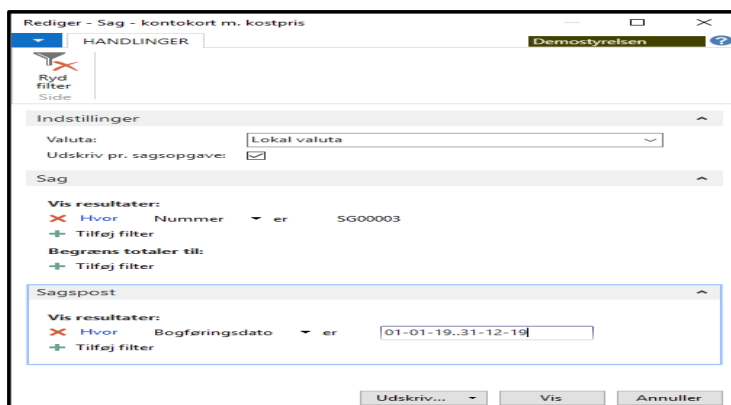 Rediger - Sag - kontokort m. kostpris
HANDLINGER
Demostyrelsen
?
Ryd
filter
Side
Indstillinger
Valuta: Lokal valuta
Udskriv pr. sagsopgave:
Sag
Vis resultater:
Hvor Nummer er SG00003
Tilføj filter
Begræns totaler til:
Tilføj filter
Sagspost
Vis resultater:
Hvor Bogføringsdato er 01-01-19..31-12-19
Tilføj filter
Udskriv... Vis Annuller